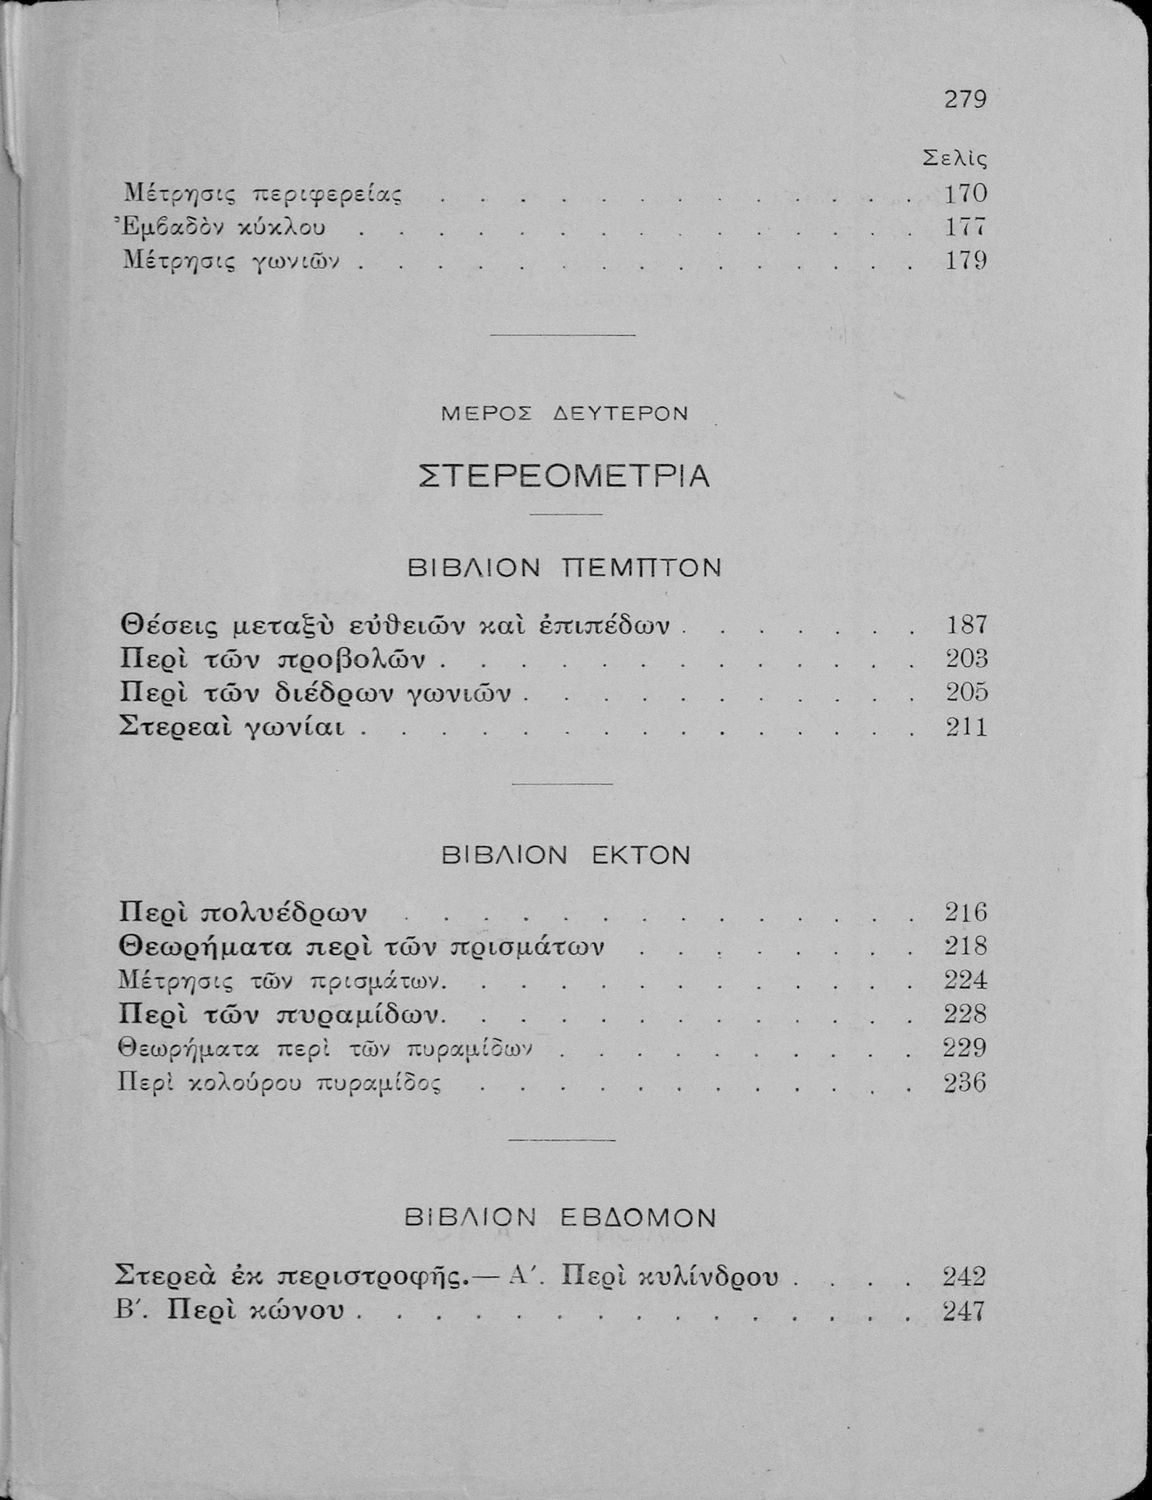 279
Σελὶς
Μέτρησις περιφερείας . . . . . . . . . . . . . 170
Ἐμβαδὸν κύκλου . . . . . . . . . . . . . . . 177
Μέτρησις γωνιῶν . . . . . . . . . . . . . . . 179
ΜΕΡΟΣ ΔΕΥΤΕΡΟΝ
ΣΤΕΡΕΟΜΕΤΡΙΑ
ΒΙΒΛΙΟΝ ΠΕΜΠΤΟΝ
Θέσεις μεταξὺ εὐθειῶν καὶ ἐπιπέδων . . . . . . . 187
Περὶ τῶν προβολῶν . . . . . . . . . . . . . 203
Περὶ τῶν διέδρων γωνιῶν . . . . . . . . . . . 205
Στερεαὶ γωνίαι . . . . . . . . . . . . . . . 211
ΒΙΒΛΙΟΝ ΕΚΤΟΝ
Περὶ πολυέδρων . . . . . . . . . . . . . . 216
Θεωρήματα περὶ τῶν πρισμάτων . . . . . . . . 218
Μέτρησις τῶν πρισμάτων. . . . . . . . . . . . . 224
Περὶ τῶν πυραμίδων. . . . . . . . . . . . . 228
Θεωρήματα περὶ τῶν πυραμίδων . . . . . . . . . . 229
Περὶ κολούρου πυραμίδος . . . . . . . . . . . . 236
ΒΙΒΛΙΟΝ ΕΒΔΟΜΟΝ
Στερεὰ ἐκ περιστροφῆς.— Α΄. Περὶ κυλίνδρου . . . . 242
Β΄. Περὶ κώνου . . . . . . . . . . . . . . . 247